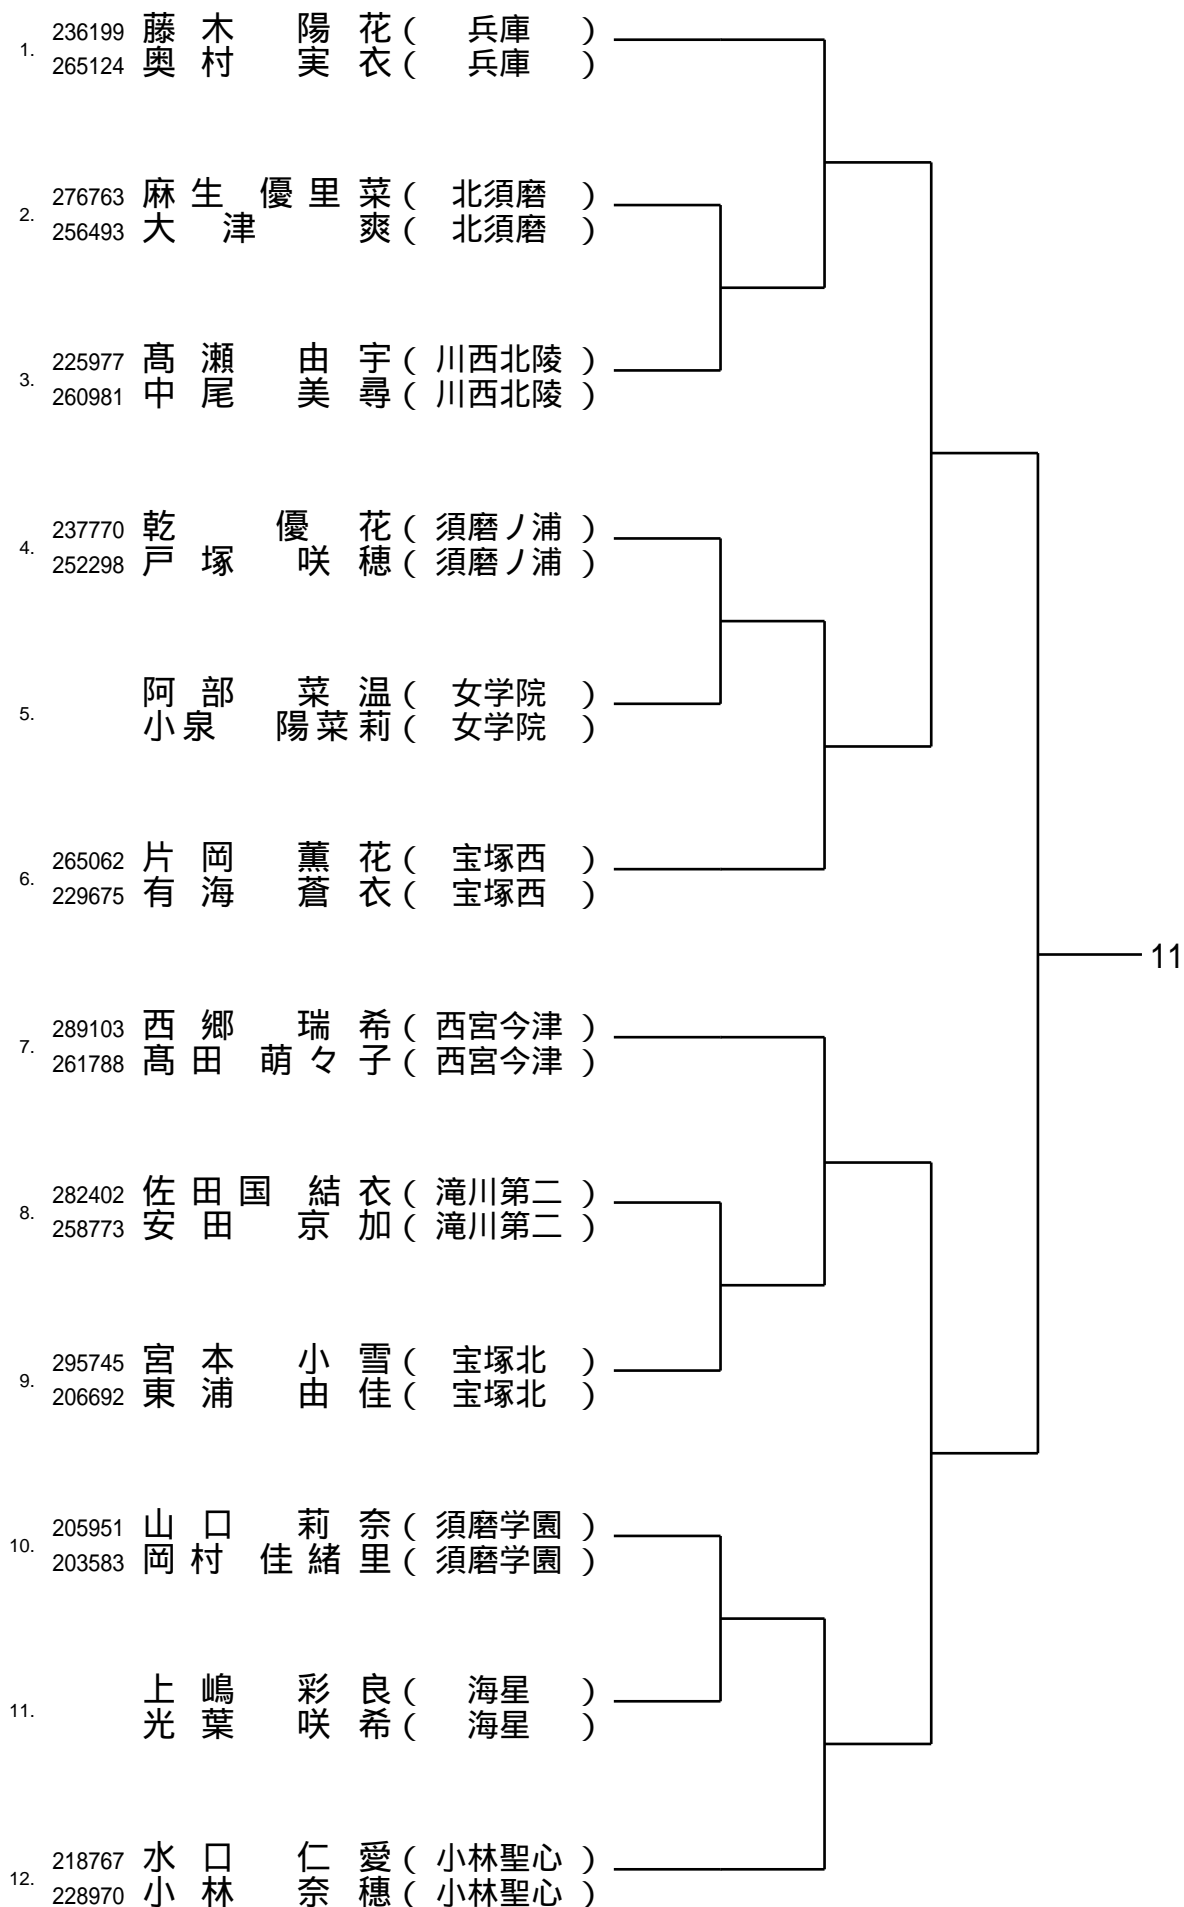 1. 236199 藤木 陽花 ( 兵庫 )
265124 奥村 実衣 ( 兵庫 )
2. 276763 麻生 優里菜 ( 北須磨 )
256493 大津 爽 ( 北須磨 )
3. 225977 髙瀬 由宇 ( 川西北陵 )
260981 中尾 美尋 ( 川西北陵 )
4. 237770 乾 優花 ( 須磨ノ浦 )
252298 戸塚 咲穂 ( 須磨ノ浦 )
5. 阿部 菜温 ( 女学院 )
小泉 陽菜莉 ( 女学院 )
6. 265062 片岡 薫花 ( 宝塚西 )
229675 有海 蒼衣 ( 宝塚西 )
11
7. 289103 西郷 瑞希 ( 西宮今津 )
261788 髙田 萌々子 ( 西宮今津 )
8. 282402 佐田国 結衣 ( 滝川第二 )
258773 安田 京加 ( 滝川第二 )
9. 295745 宮本 小雪 ( 宝塚北 )
206692 東浦 由佳 ( 宝塚北 )
10. 205951 山口 莉奈 ( 須磨学園 )
203583 岡村 佳緒里 ( 須磨学園 )
11. 上嶋 彩良 ( 海星 )
光葉 咲希 ( 海星 )
12. 218767 水口 仁愛 ( 小林聖心 )
228970 小林 奈穂 ( 小林聖心 )